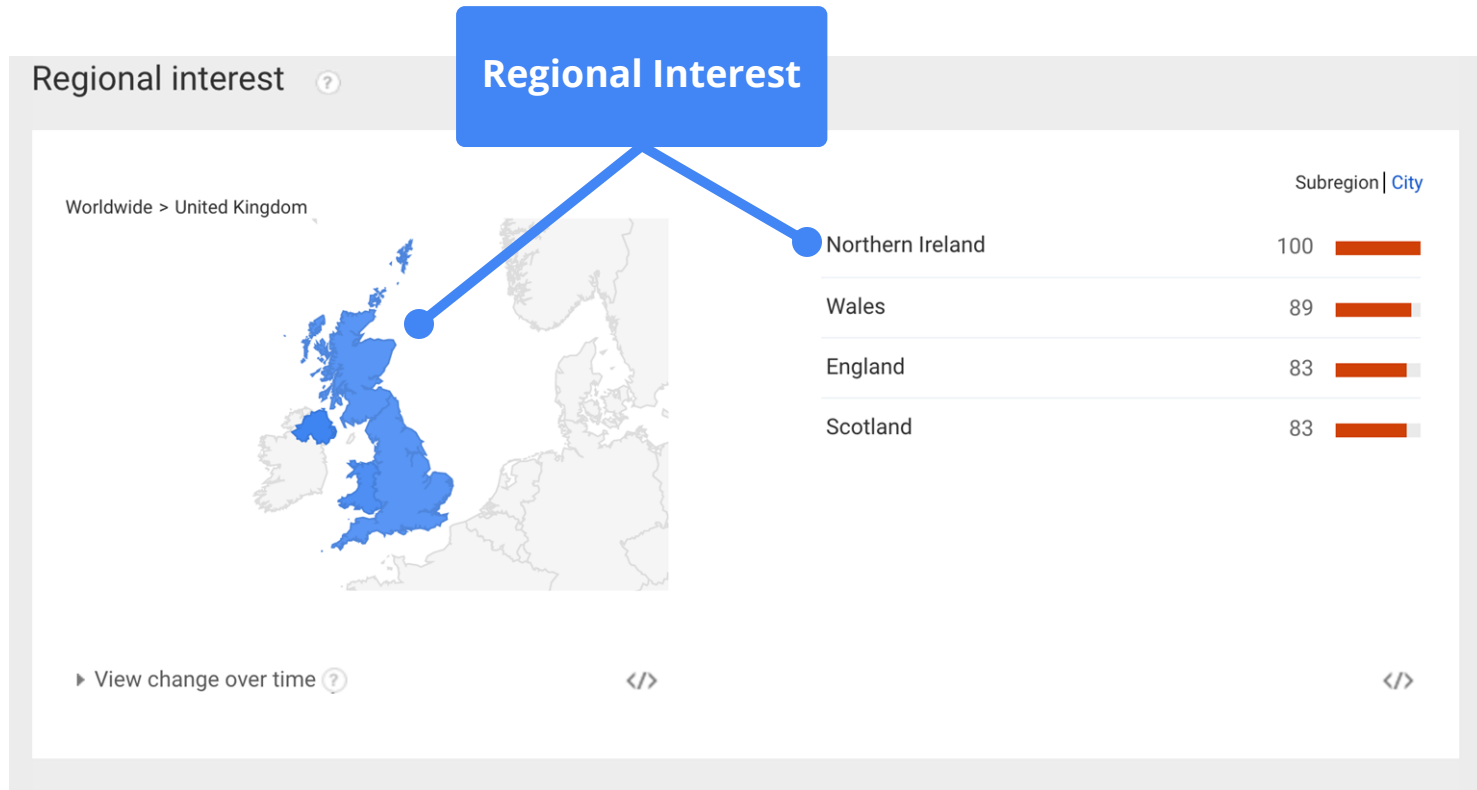 Regional Interest
Regional interest ?
Subregion | City
Worldwide > United Kingdom
Northern Ireland 100
Wales 89
England 83
Scotland 83
View change over time ?
</>
</>